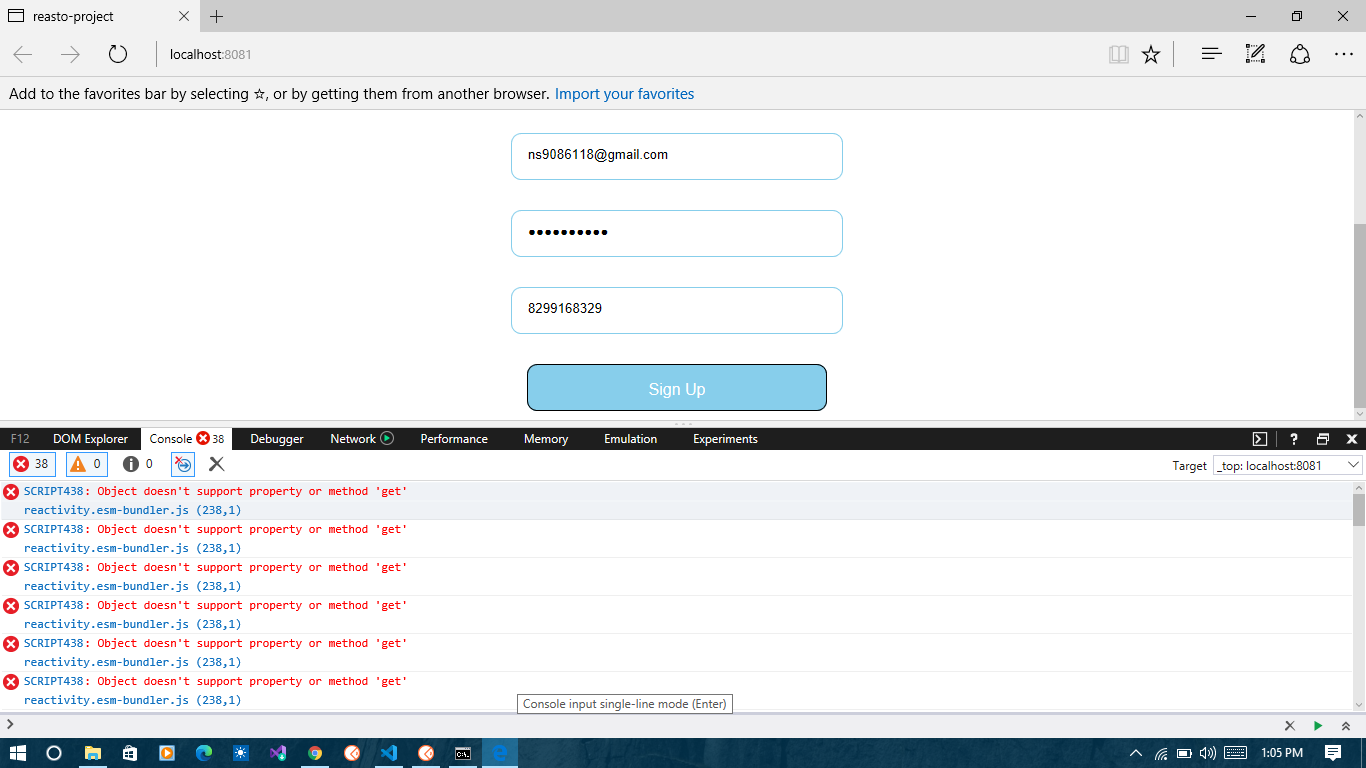 reasto-project
localhost:8081
Add to the favorites bar by selecting ☆, or by getting them from another browser. Import your favorites
ns9086118@gmail.com
••••••••••
8299168329
Sign Up
F12 DOM Explorer Console 38 Debugger Network Performance Memory Emulation Experiments
38 0 0 Target _top: localhost:8081
SCRIPT438: Object doesn't support property or method 'get'
reactivity.esm-bundler.js (238,1)
SCRIPT438: Object doesn't support property or method 'get'
reactivity.esm-bundler.js (238,1)
SCRIPT438: Object doesn't support property or method 'get'
reactivity.esm-bundler.js (238,1)
SCRIPT438: Object doesn't support property or method 'get'
reactivity.esm-bundler.js (238,1)
SCRIPT438: Object doesn't support property or method 'get'
reactivity.esm-bundler.js (238,1)
SCRIPT438: Object doesn't support property or method 'get'
reactivity.esm-bundler.js (238,1)
Console input single-line mode (Enter)
1:05 PM